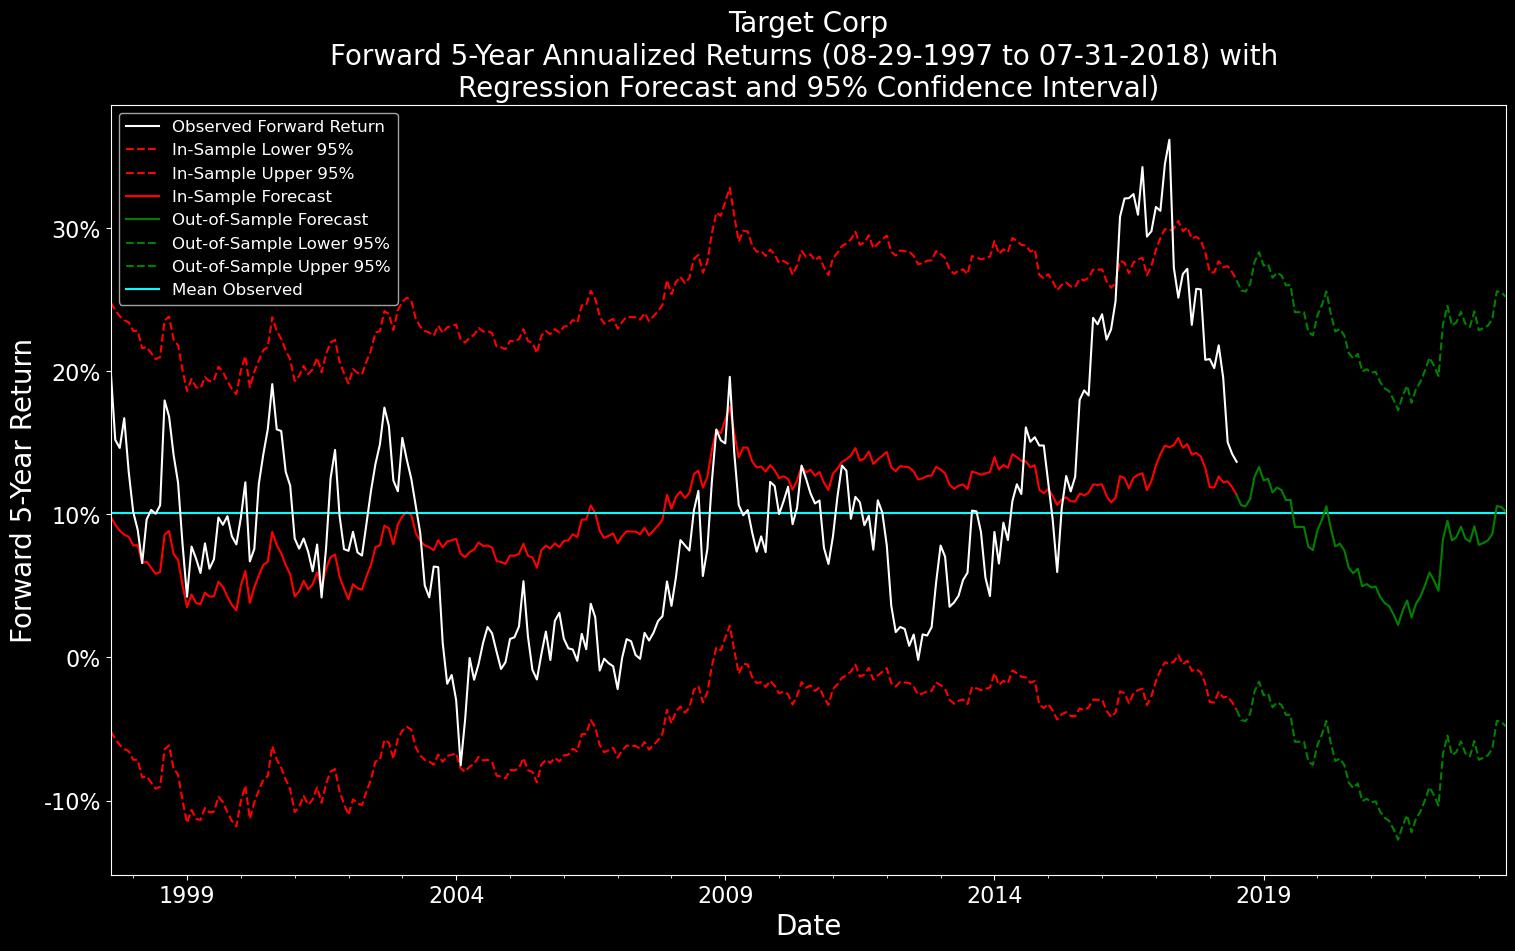 Target Corp
Forward 5-Year Annualized Returns (08-29-1997 to 07-31-2018) with
Regression Forecast and 95% Confidence Interval)
Observed Forward Return
In-Sample Lower 95%
In-Sample Upper 95%
In-Sample Forecast
Out-of-Sample Forecast
Out-of-Sample Lower 95%
Out-of-Sample Upper 95%
Mean Observed
Forward 5-Year Return
30%
20%
10%
0%
-10%
1999
2004
2009
2014
2019
Date